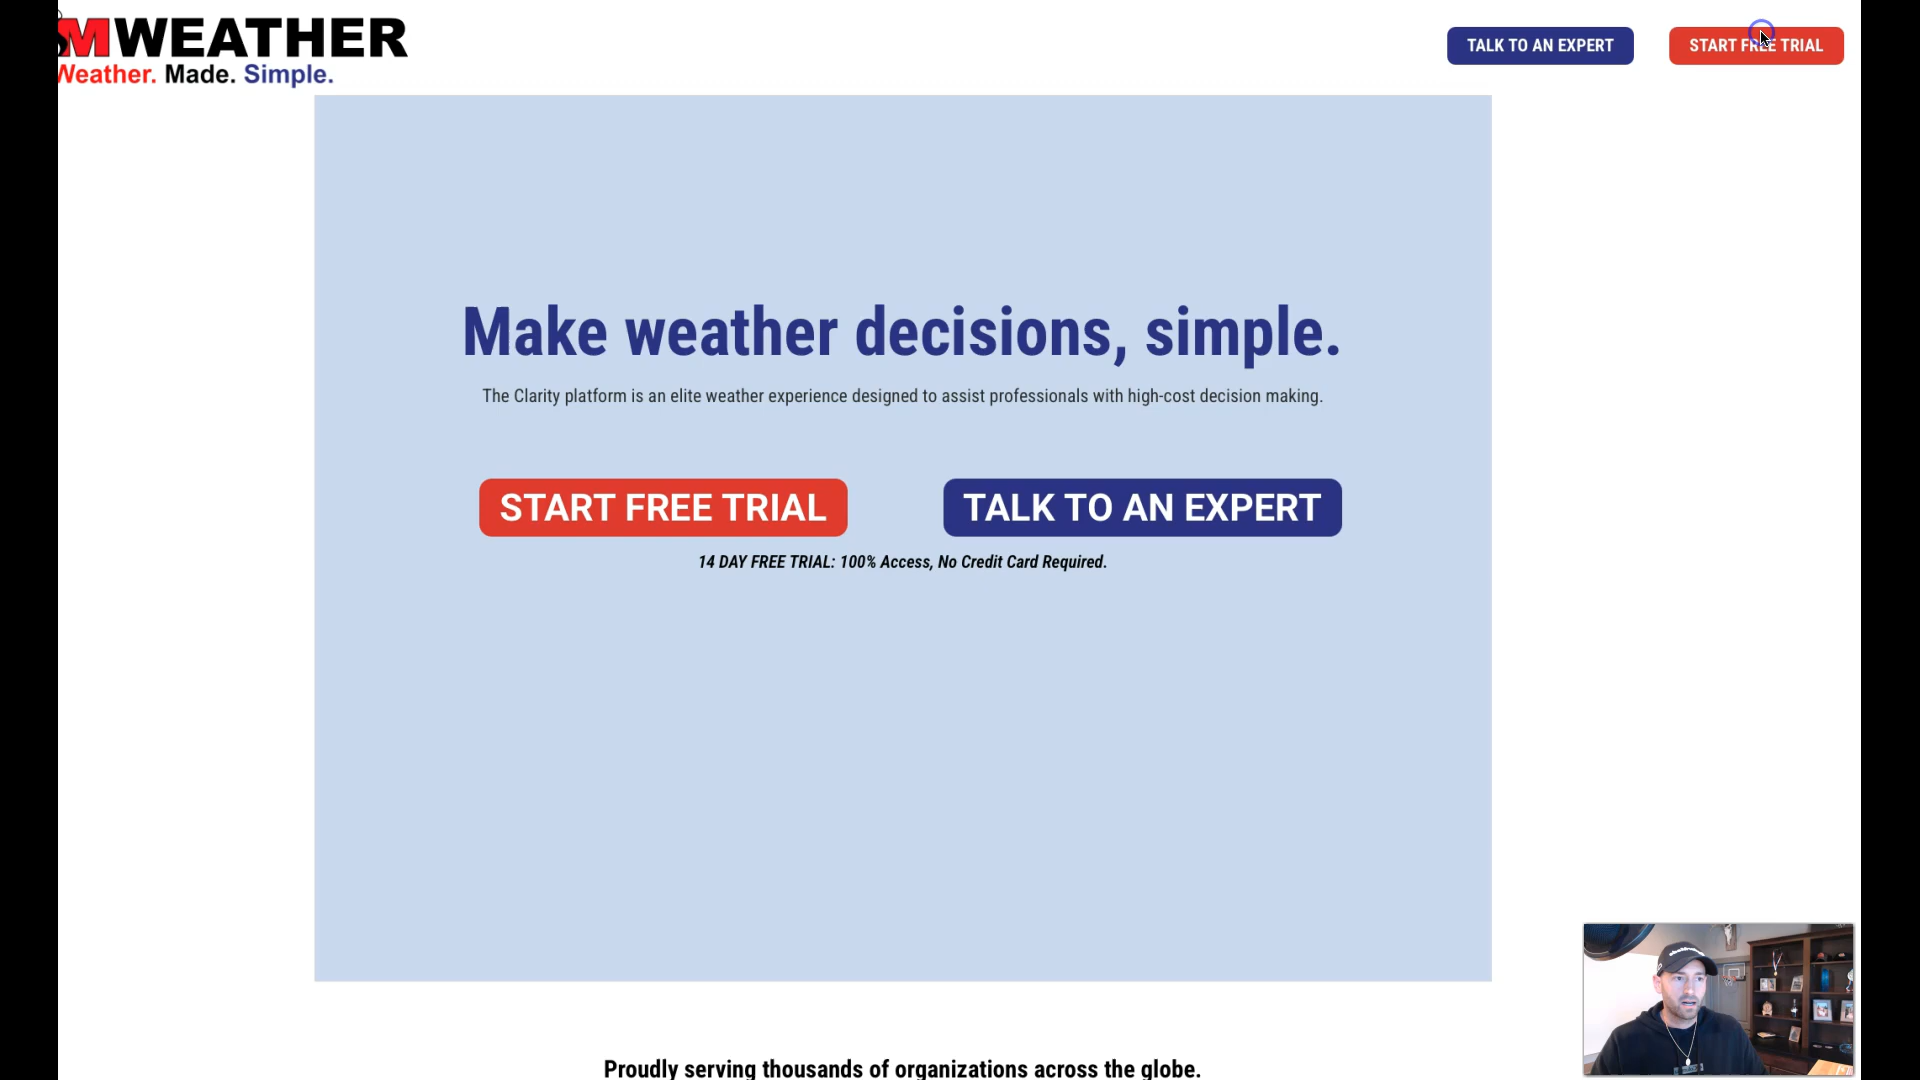 MWEATHER
Weather. Made. Simple.
TALK TO AN EXPERT
START FREE TRIAL
Make weather decisions, simple.
The Clarity platform is an elite weather experience designed to assist professionals with high-cost decision making.
START FREE TRIAL
TALK TO AN EXPERT
14 DAY FREE TRIAL: 100% Access, No Credit Card Required.
Proudly serving thousands of organizations across the globe.